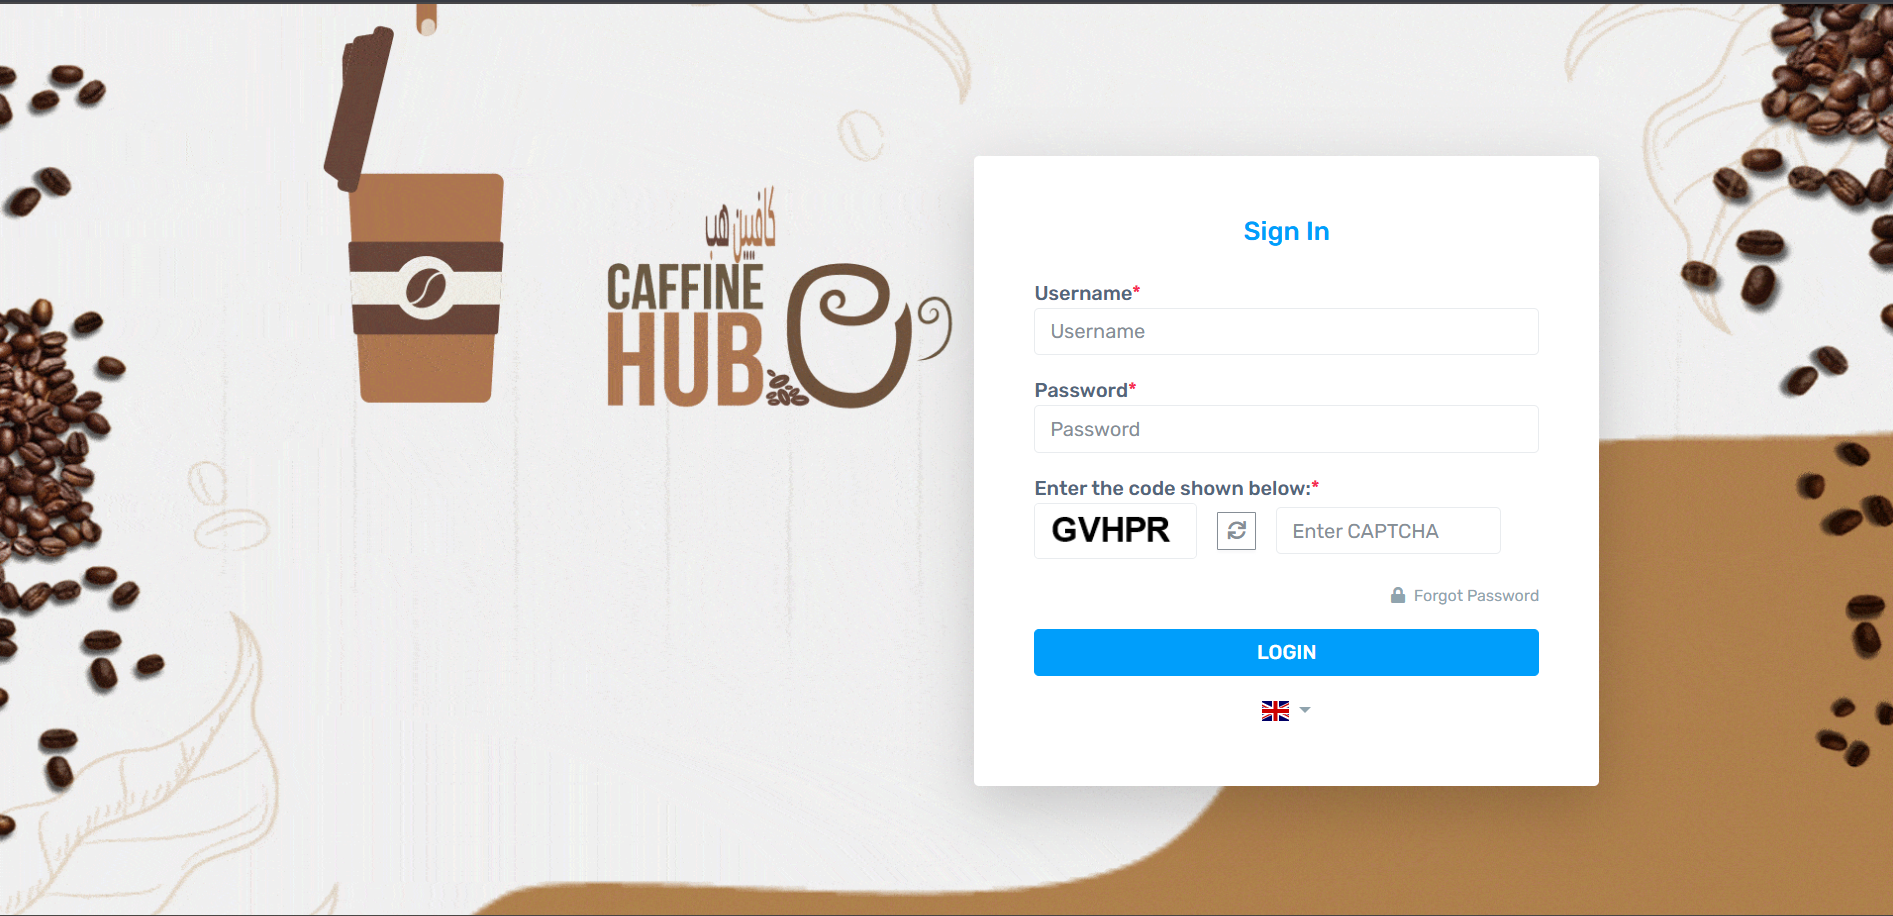 كافيين هب
CAFFINE
HUB
Sign In
Username*
Username
Password*
Password
Enter the code shown below:*
GVHPR
Enter CAPTCHA
Forgot Password
LOGIN